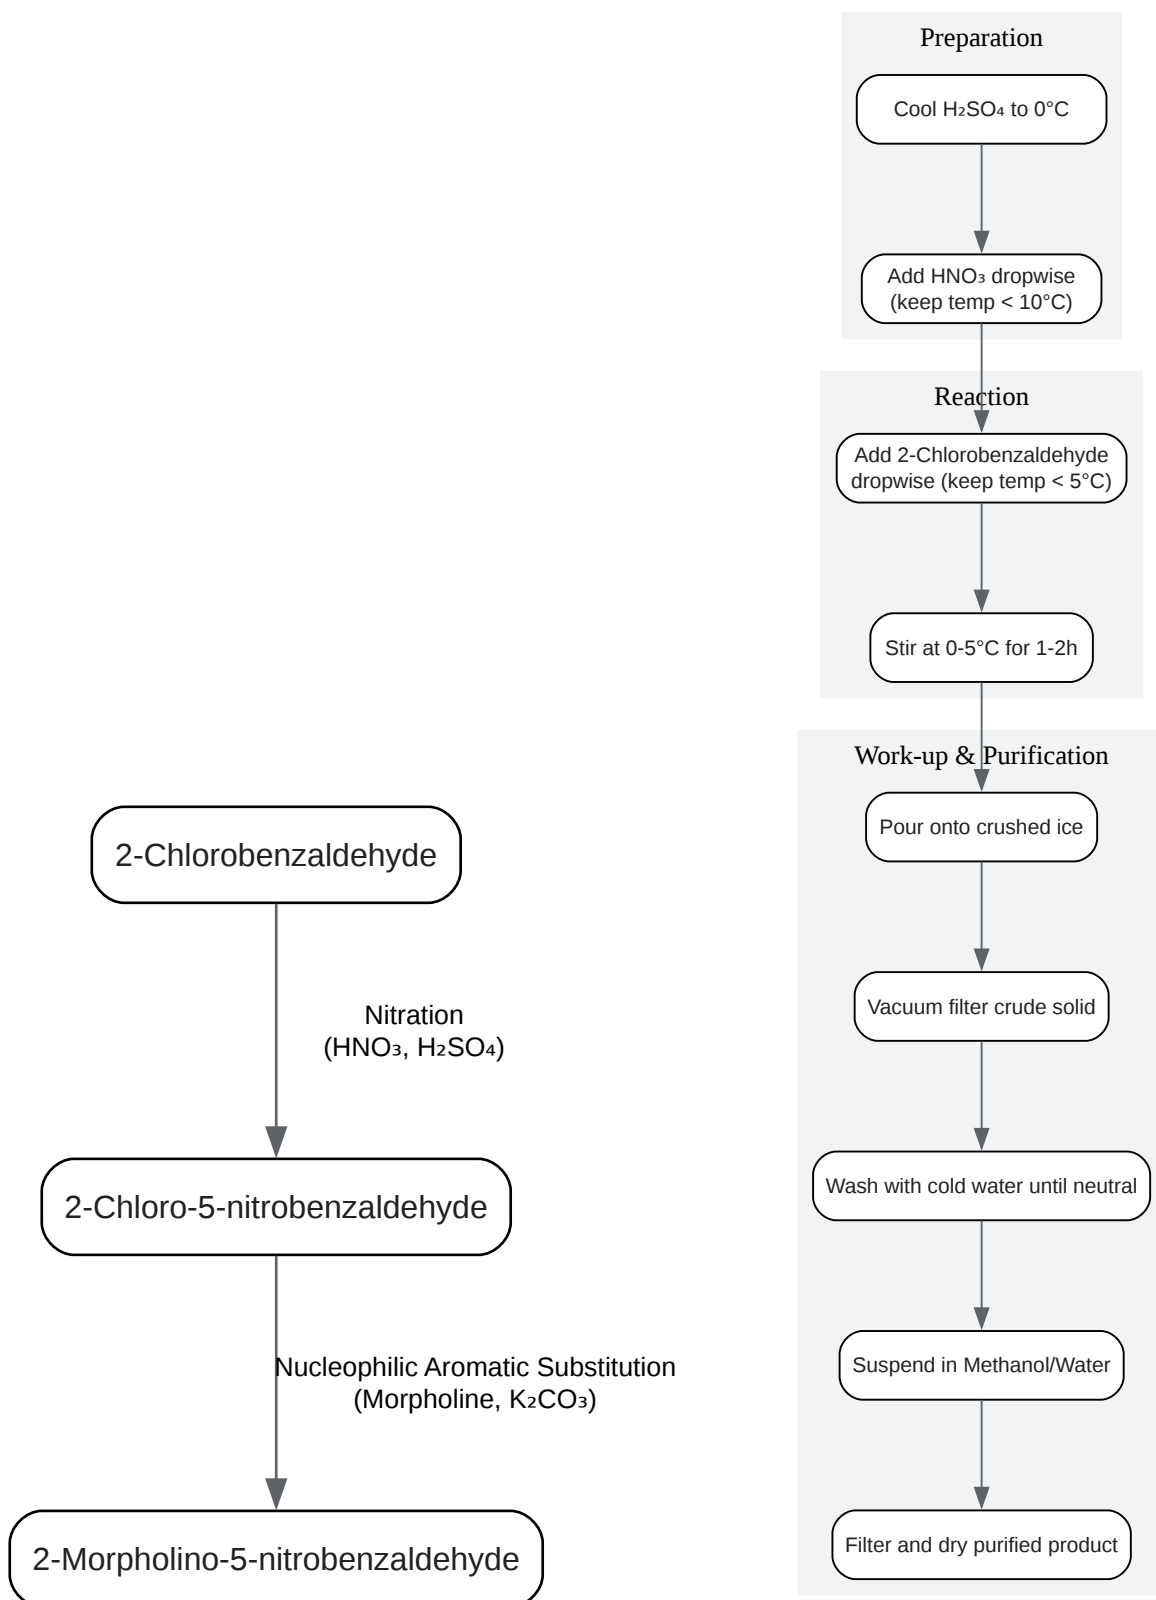 2-Chlorobenzaldehyde
Nitration
(HNO₃, H₂SO₄)
2-Chloro-5-nitrobenzaldehyde
Nucleophilic Aromatic Substitution
(Morpholine, K₂CO₃)
2-Morpholino-5-nitrobenzaldehyde
Preparation
Cool H₂SO₄ to 0°C
Add HNO₃ dropwise
(keep temp < 10°C)
Reaction
Add 2-Chlorobenzaldehyde
dropwise (keep temp < 5°C)
Stir at 0-5°C for 1-2h
Work-up & Purification
Pour onto crushed ice
Vacuum filter crude solid
Wash with cold water until neutral
Suspend in Methanol/Water
Filter and dry purified product